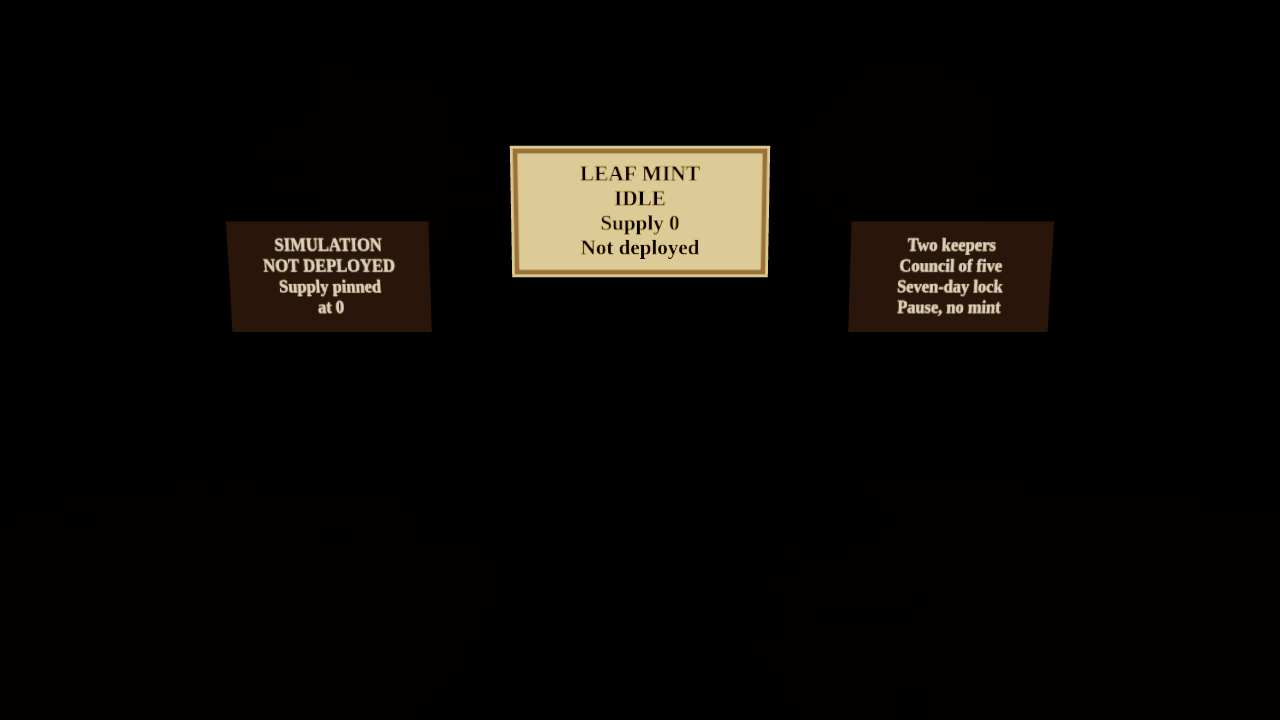 LEAF MINT
IDLE
Supply 0
Not deployed
SIMULATION
NOT DEPLOYED
Supply pinned
at 0
Two keepers
Council of five
Seven-day lock
Pause, no mint